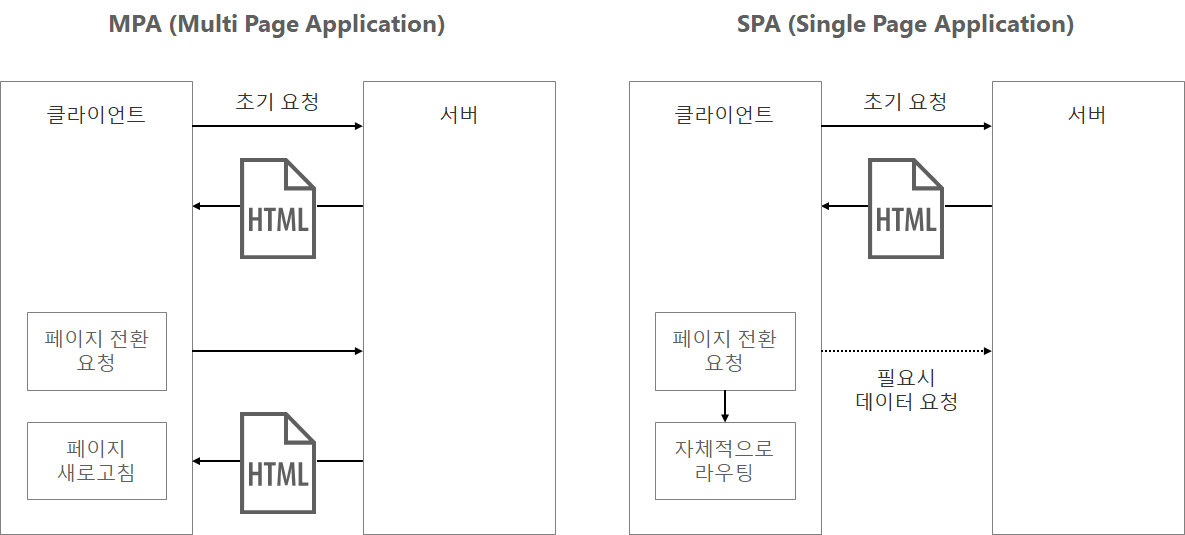 MPA (Multi Page Application)
클라이언트
초기 요청
서버
HTML
페이지 전환
요청
페이지
새로고침
HTML
SPA (Single Page Application)
클라이언트
초기 요청
서버
HTML
페이지 전환
요청
필요시
데이터 요청
자체적으로
라우팅